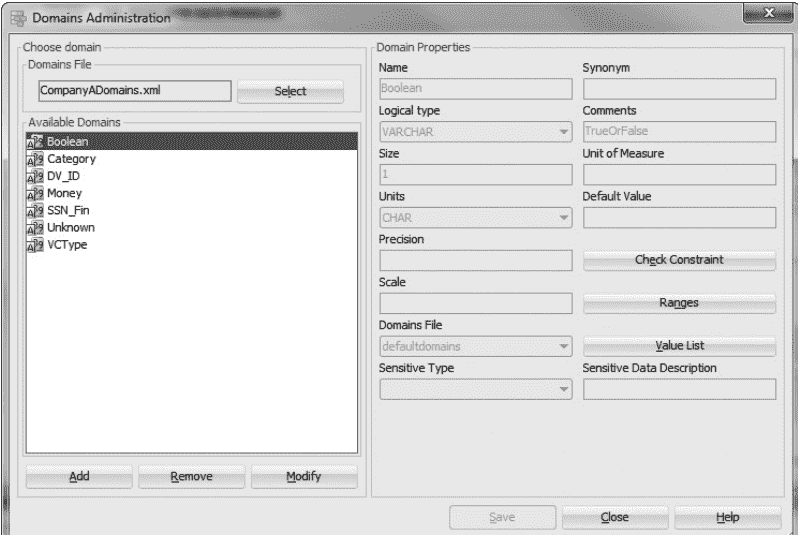 Domains Administration
Choose domain
Domains File
CompanyADomains.xml
Select
Available Domains
Boolean
Category
DV_ID
Money
SSN_Fin
Unknown
VCType
Add
Remove
Modify
Domain Properties
Name
Synonym
Boolean
Logical type
Comments
VARCHAR
TrueOrFalse
Size
Unit of Measure
1
Units
Default Value
CHAR
Precision
Check Constraint
Scale
Ranges
Domains File
defaultdomains
Value List
Sensitive Type
Sensitive Data Description
Save
Close
Help